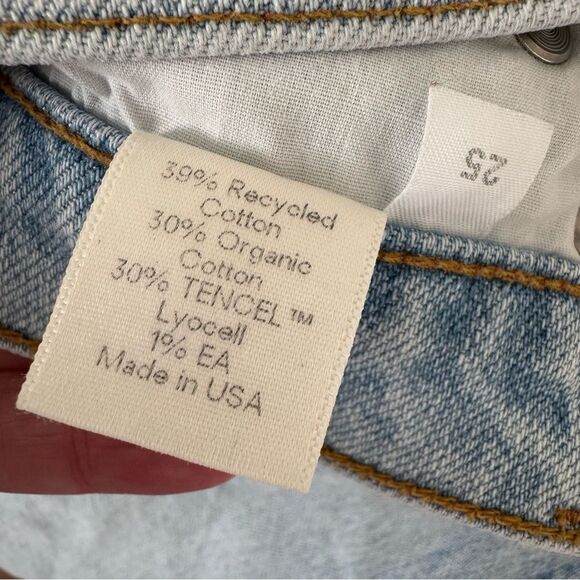 39% Recycled
Cotton
30% Organic
Cotton
30% TENCEL™
Lyocell
1% EA
Made in USA
25